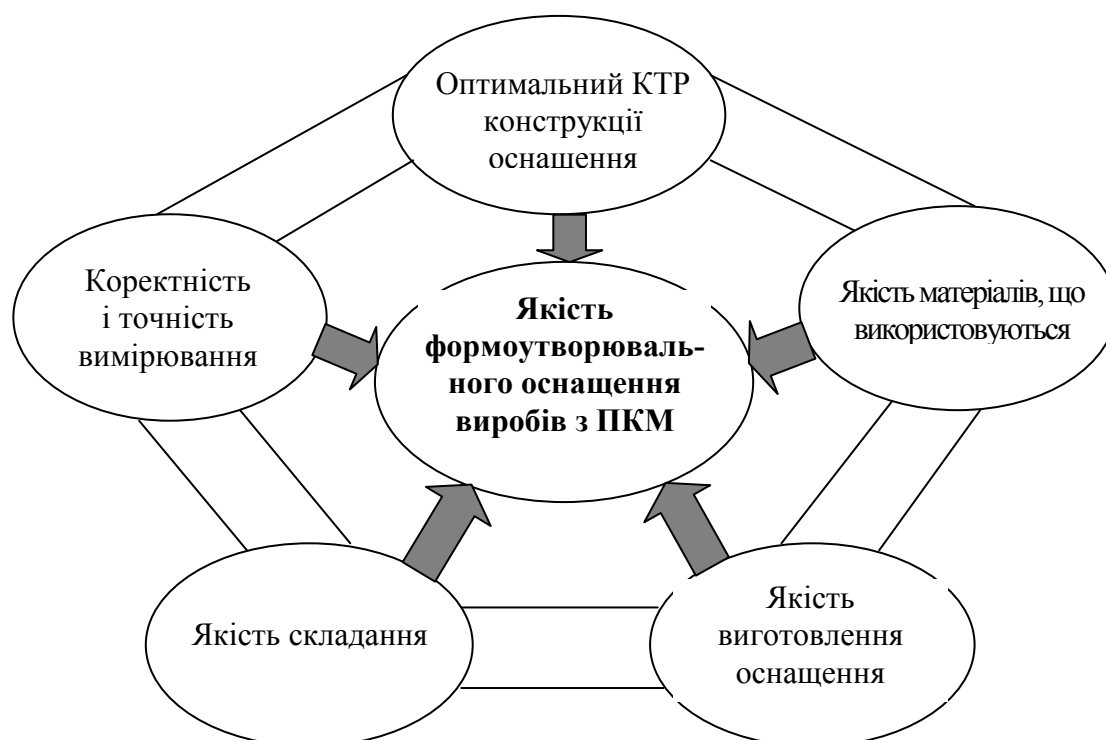 Оптимальний КТР
конструкції
оснашення
Коректність
і точність
вимірювання
Якість
формоутворюваль-
ного оснащення
виробів з ПКМ
Якість матеріалів, що
використовуються
Якість складання
Якість
виготовлення
оснащення